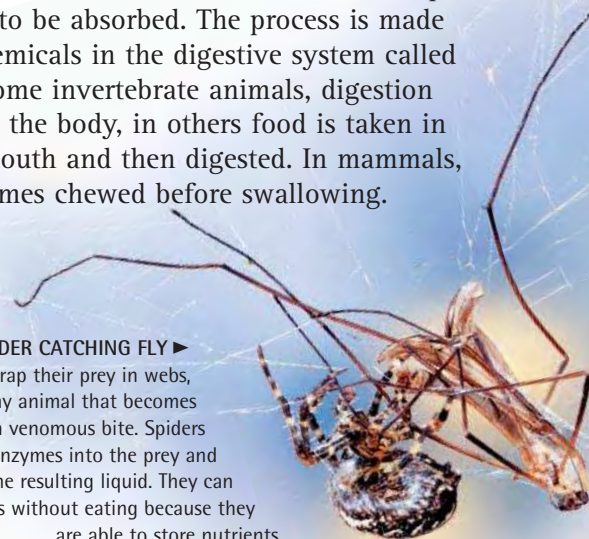 to be absorbed. The process is made
emicals in the digestive system called
ome invertebrate animals, digestion
the body, in others food is taken in
outh and then digested. In mammals,
mes chewed before swallowing.
DER CATCHING FLY ►
rap their prey in webs,
y animal that becomes
venomous bite. Spiders
nzymes into the prey and
he resulting liquid. They can
s without eating because they
are able to store nutrients